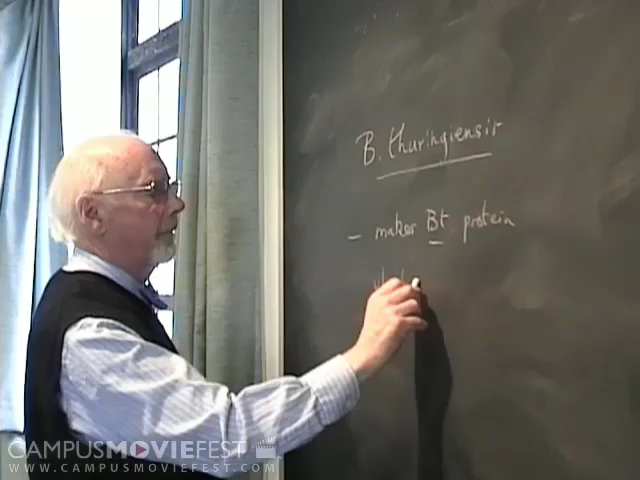 B. thuringiensis
- makes Bt protein
CAMPUSMOVIEFEST
WWW.CAMPUSMOVIEFEST.COM